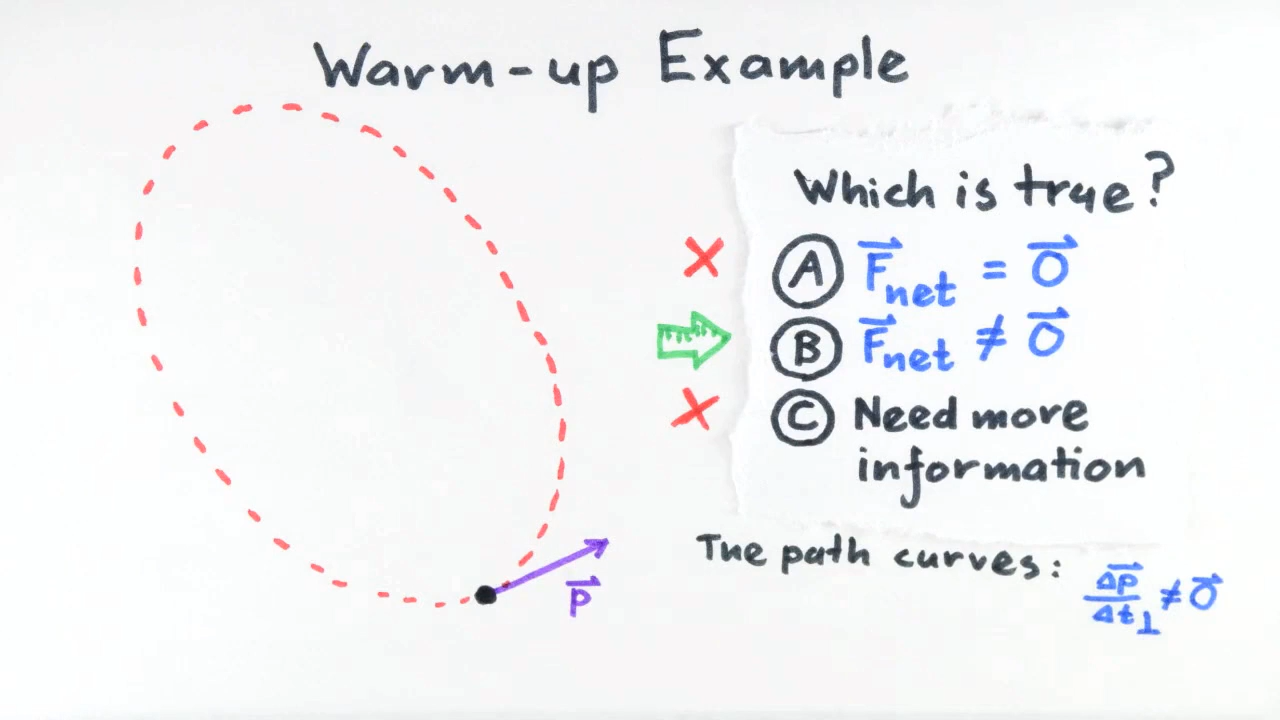 Warm-up Example
Which is true?
A F⃗net = 0⃗
B F⃗net ≠ 0⃗
C Need more
information
The path curves:
Δp⃗/Δt⊥ ≠ 0⃗
p⃗